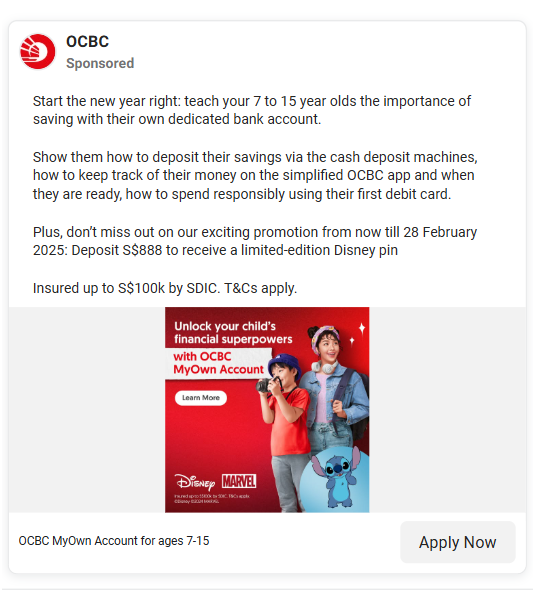 OCBC
Sponsored
Start the new year right: teach your 7 to 15 year olds the importance of
saving with their own dedicated bank account.
Show them how to deposit their savings via the cash deposit machines,
how to keep track of their money on the simplified OCBC app and when
they are ready, how to spend responsibly using their first debit card.
Plus, don’t miss out on our exciting promotion from now till 28 February
2025: Deposit S$888 to receive a limited-edition Disney pin
Insured up to S$100k by SDIC. T&Cs apply.
Unlock your child's
financial superpowers
with OCBC
MyOwn Account
Learn More
Disney MARVEL
Insured up to S$100k by SDIC. T&Cs apply.
©Disney ©2024 MARVEL
OCBC MyOwn Account for ages 7-15
Apply Now